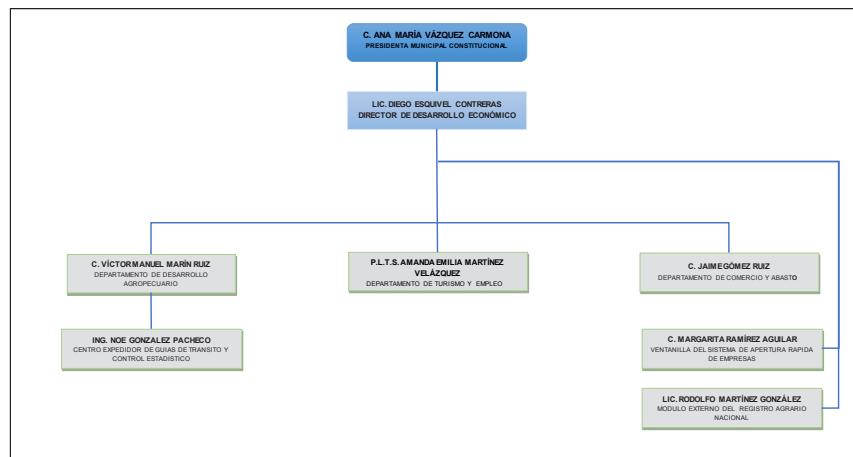 C. ANA MARÍA VÁZQUEZ CARMONA
PRESIDENTA MUNICIPAL CONSTITUCIONAL
LIC. DIEGO ESQUIVEL CONTRERAS
DIRECTOR DE DESARROLLO ECONÓMICO
C. VÍCTOR MANUEL MARÍN RUIZ
DEPARTAMENTO DE DESARROLLO
AGROPECUARIO
P.L.T.S. AMANDA EMILIA MARTÍNEZ
VELÁZQUEZ
DEPARTAMENTO DE TURISMO Y EMPLEO
C. JAIME GÓMEZ RUIZ
DEPARTAMENTO DE COMERCIO Y ABASTO
ING. NOE GONZALEZ PACHECO
CENTRO EXPEDIDOR DE GUIAS DE TRANSITO Y
CONTROL ESTADISTICO
C. MARGARITA RAMÍREZ AGUILAR
VENTANILLA DEL SISTEMA DE APERTURA RAPIDA
DE EMPRESAS
LIC. RODOLFO MARTÍNEZ GONZÁLEZ
MODULO EXTERNO DEL REGISTRO AGRARIO
NACIONAL